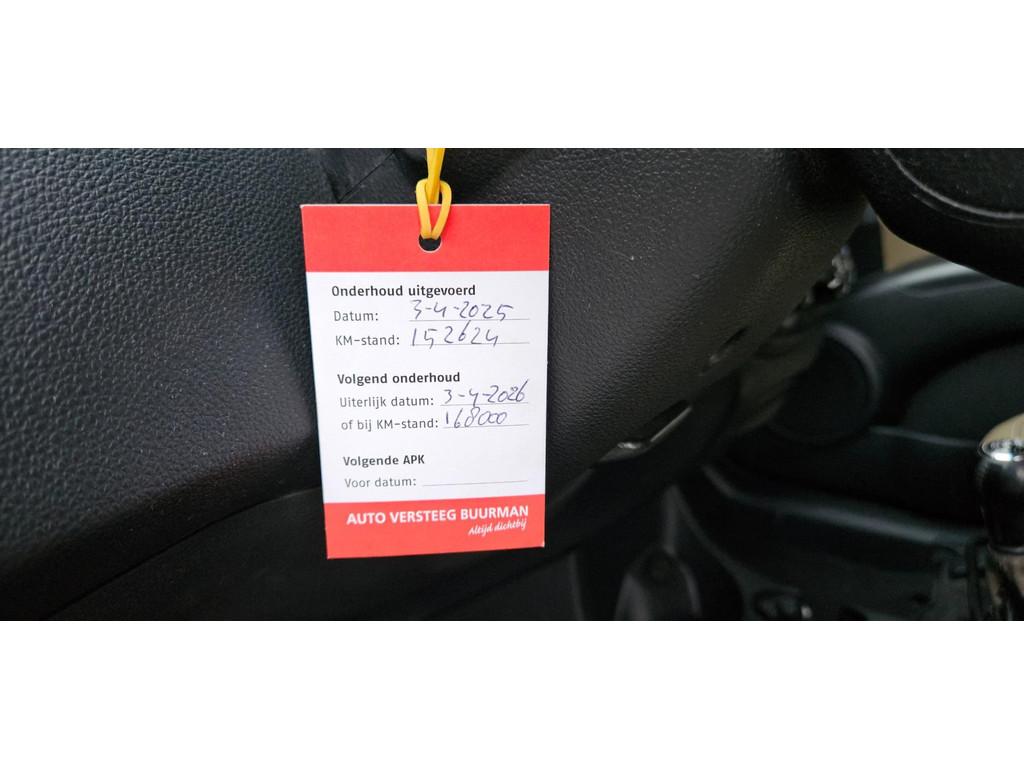 Onderhoud uitgevoerd
Datum: 3-4-2025
KM-stand: 152624
Volgend onderhoud
Uiterlijk datum: 3-4-2026
of bij KM-stand: 168000
Volgende APK
Voor datum:
AUTO VERSTEEG BUURMAN
Altijd dichtbij